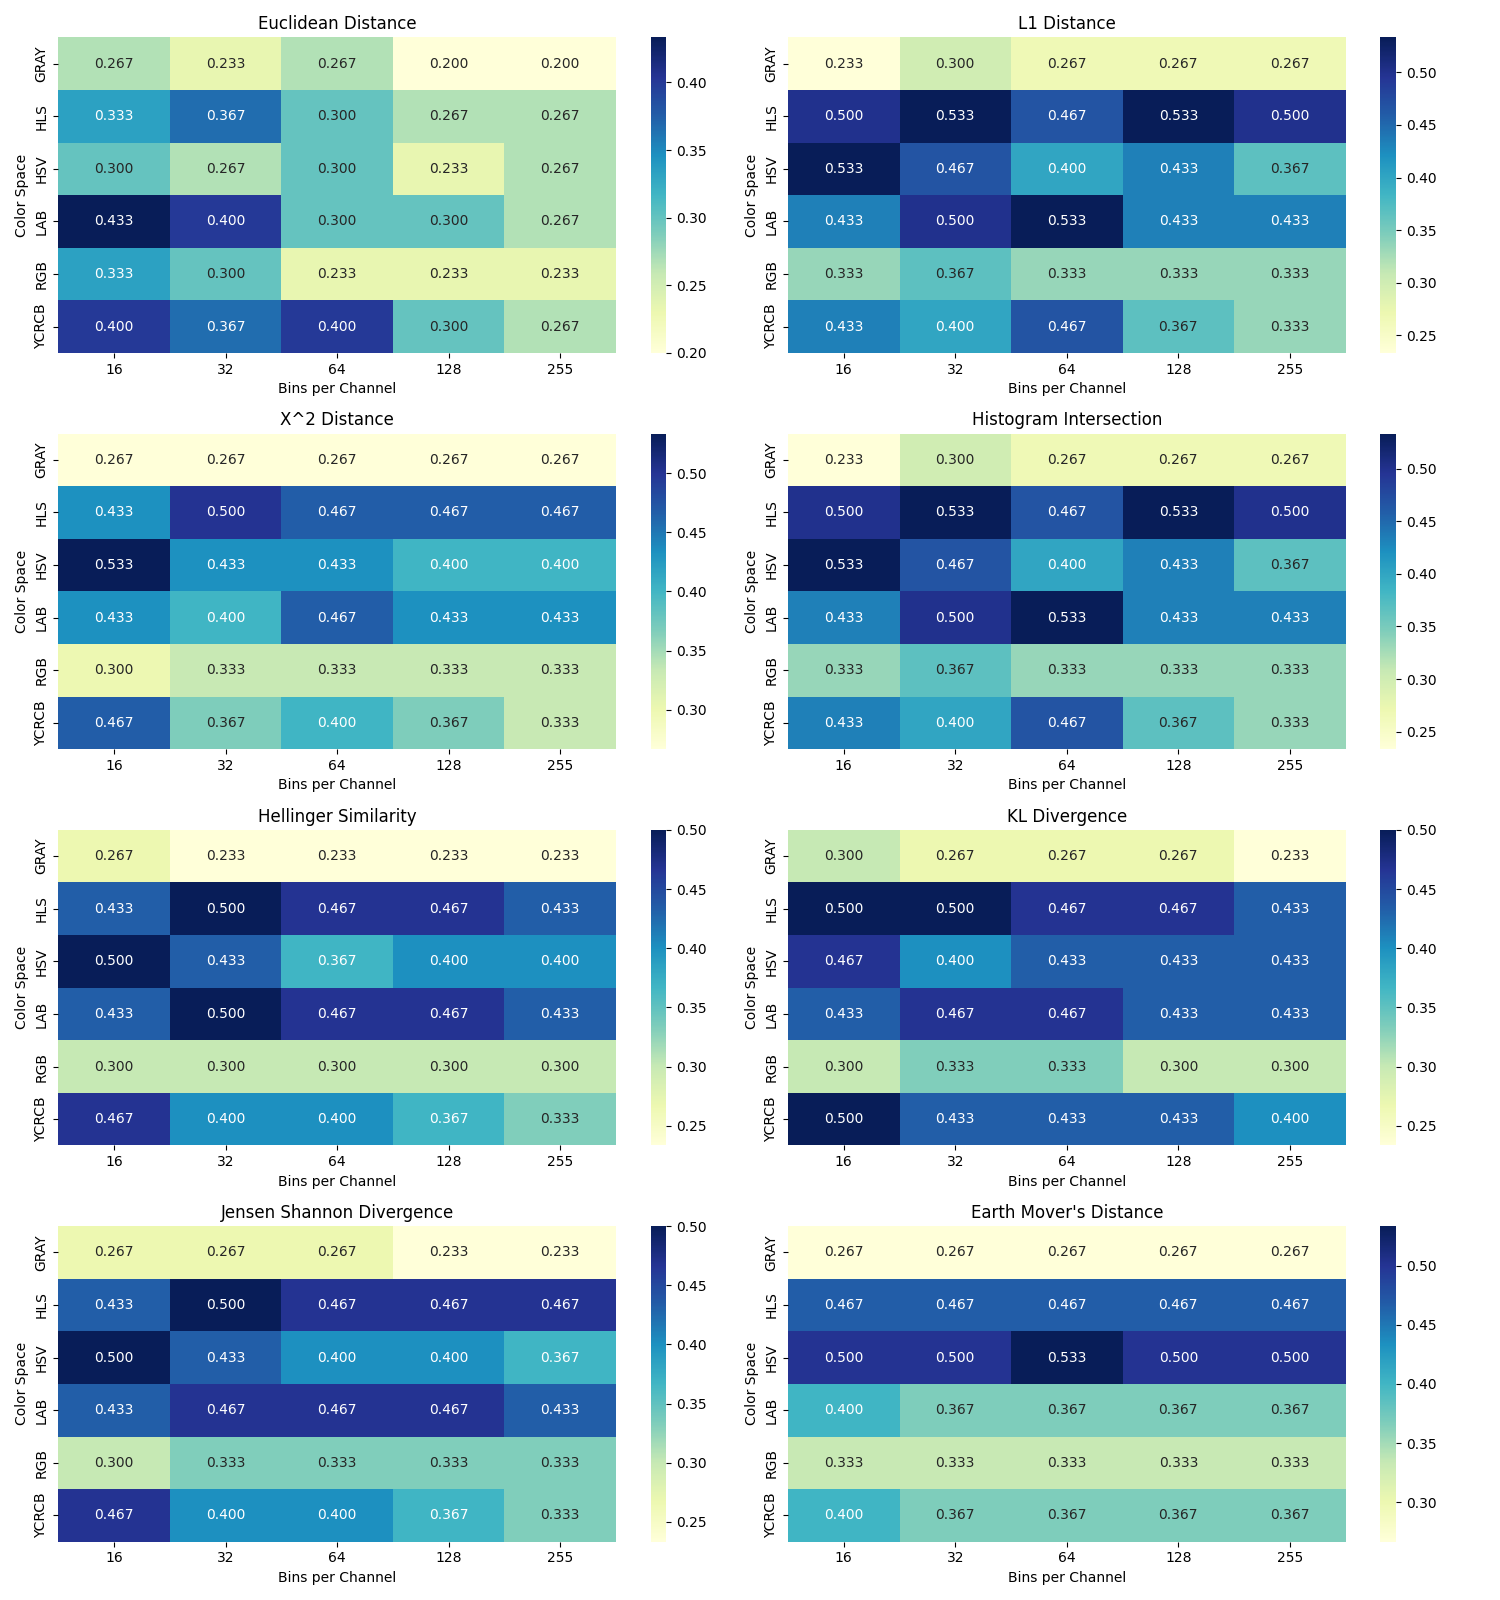 Euclidean Distance
Color Space
GRAY 0.267 0.233 0.267 0.200 0.200
HLS 0.333 0.367 0.300 0.267 0.267
HSV 0.300 0.267 0.300 0.233 0.267
LAB 0.433 0.400 0.300 0.300 0.267
RGB 0.333 0.300 0.233 0.233 0.233
YCRCB 0.400 0.367 0.400 0.300 0.267
16 32 64 128 255
Bins per Channel
0.40
0.35
0.30
0.25
0.20
L1 Distance
Color Space
GRAY 0.233 0.300 0.267 0.267 0.267
HLS 0.500 0.533 0.467 0.533 0.500
HSV 0.533 0.467 0.400 0.433 0.367
LAB 0.433 0.500 0.533 0.433 0.433
RGB 0.333 0.367 0.333 0.333 0.333
YCRCB 0.433 0.400 0.467 0.367 0.333
16 32 64 128 255
Bins per Channel
0.50
0.45
0.40
0.35
0.30
0.25
X^2 Distance
Color Space
GRAY 0.267 0.267 0.267 0.267 0.267
HLS 0.433 0.500 0.467 0.467 0.467
HSV 0.533 0.433 0.433 0.400 0.400
LAB 0.433 0.400 0.467 0.433 0.433
RGB 0.300 0.333 0.333 0.333 0.333
YCRCB 0.467 0.367 0.400 0.367 0.333
16 32 64 128 255
Bins per Channel
0.50
0.45
0.40
0.35
0.30
Histogram Intersection
Color Space
GRAY 0.233 0.300 0.267 0.267 0.267
HLS 0.500 0.533 0.467 0.533 0.500
HSV 0.533 0.467 0.400 0.433 0.367
LAB 0.433 0.500 0.533 0.433 0.433
RGB 0.333 0.367 0.333 0.333 0.333
YCRCB 0.433 0.400 0.467 0.367 0.333
16 32 64 128 255
Bins per Channel
0.50
0.45
0.40
0.35
0.30
0.25
Hellinger Similarity
Color Space
GRAY 0.267 0.233 0.233 0.233 0.233
HLS 0.433 0.500 0.467 0.467 0.433
HSV 0.500 0.433 0.367 0.400 0.400
LAB 0.433 0.500 0.467 0.467 0.433
RGB 0.300 0.300 0.300 0.300 0.300
YCRCB 0.467 0.400 0.400 0.367 0.333
16 32 64 128 255
Bins per Channel
0.50
0.45
0.40
0.35
0.30
0.25
KL Divergence
Color Space
GRAY 0.300 0.267 0.267 0.267 0.233
HLS 0.500 0.500 0.467 0.467 0.433
HSV 0.467 0.400 0.433 0.433 0.433
LAB 0.433 0.467 0.467 0.433 0.433
RGB 0.300 0.333 0.333 0.300 0.300
YCRCB 0.500 0.433 0.433 0.433 0.400
16 32 64 128 255
Bins per Channel
0.50
0.45
0.40
0.35
0.30
0.25
Jensen Shannon Divergence
Color Space
GRAY 0.267 0.267 0.267 0.233 0.233
HLS 0.433 0.500 0.467 0.467 0.467
HSV 0.500 0.433 0.400 0.400 0.367
LAB 0.433 0.467 0.467 0.467 0.433
RGB 0.300 0.333 0.333 0.333 0.333
YCRCB 0.467 0.400 0.400 0.367 0.333
16 32 64 128 255
Bins per Channel
0.50
0.45
0.40
0.35
0.30
0.25
Earth Mover's Distance
Color Space
GRAY 0.267 0.267 0.267 0.267 0.267
HLS 0.467 0.467 0.467 0.467 0.467
HSV 0.500 0.500 0.533 0.500 0.500
LAB 0.400 0.367 0.367 0.367 0.367
RGB 0.333 0.333 0.333 0.333 0.333
YCRCB 0.400 0.367 0.367 0.367 0.367
16 32 64 128 255
Bins per Channel
0.50
0.45
0.40
0.35
0.30